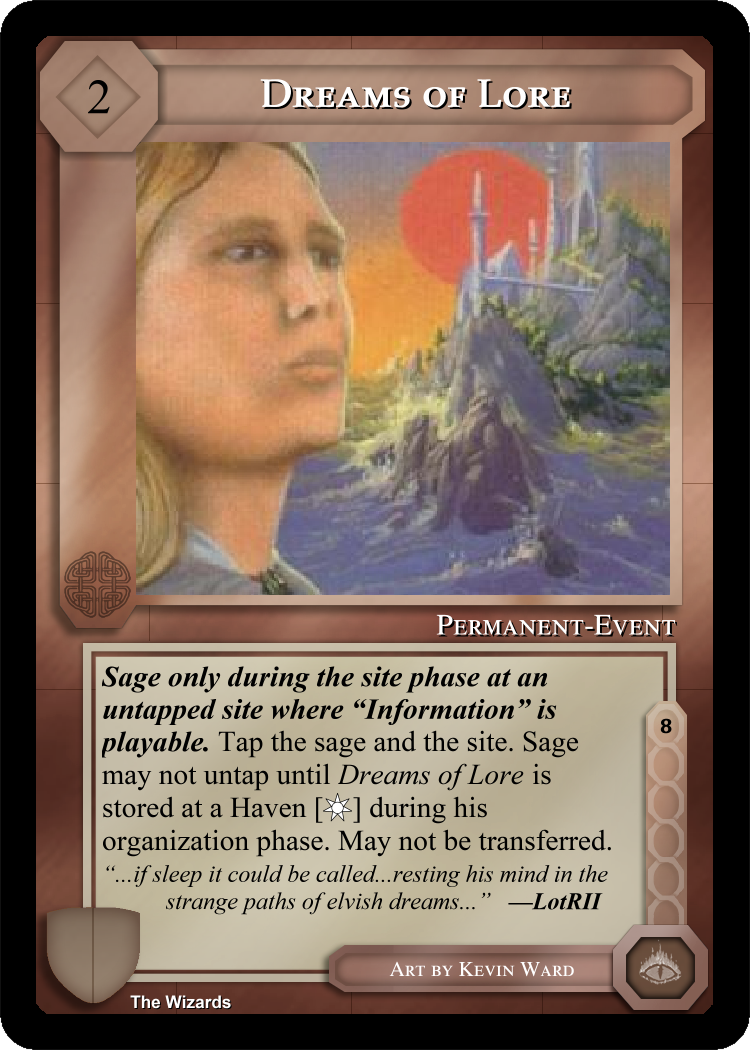 2
Dreams of Lore
Permanent-Event
Sage only during the site phase at an
untapped site where “Information” is
playable. Tap the sage and the site. Sage
may not untap until Dreams of Lore is
stored at a Haven [] during his
organization phase. May not be transferred.
“...if sleep it could be called...resting his mind in the
strange paths of elvish dreams...” —LotRII
8
Art by Kevin Ward
The Wizards